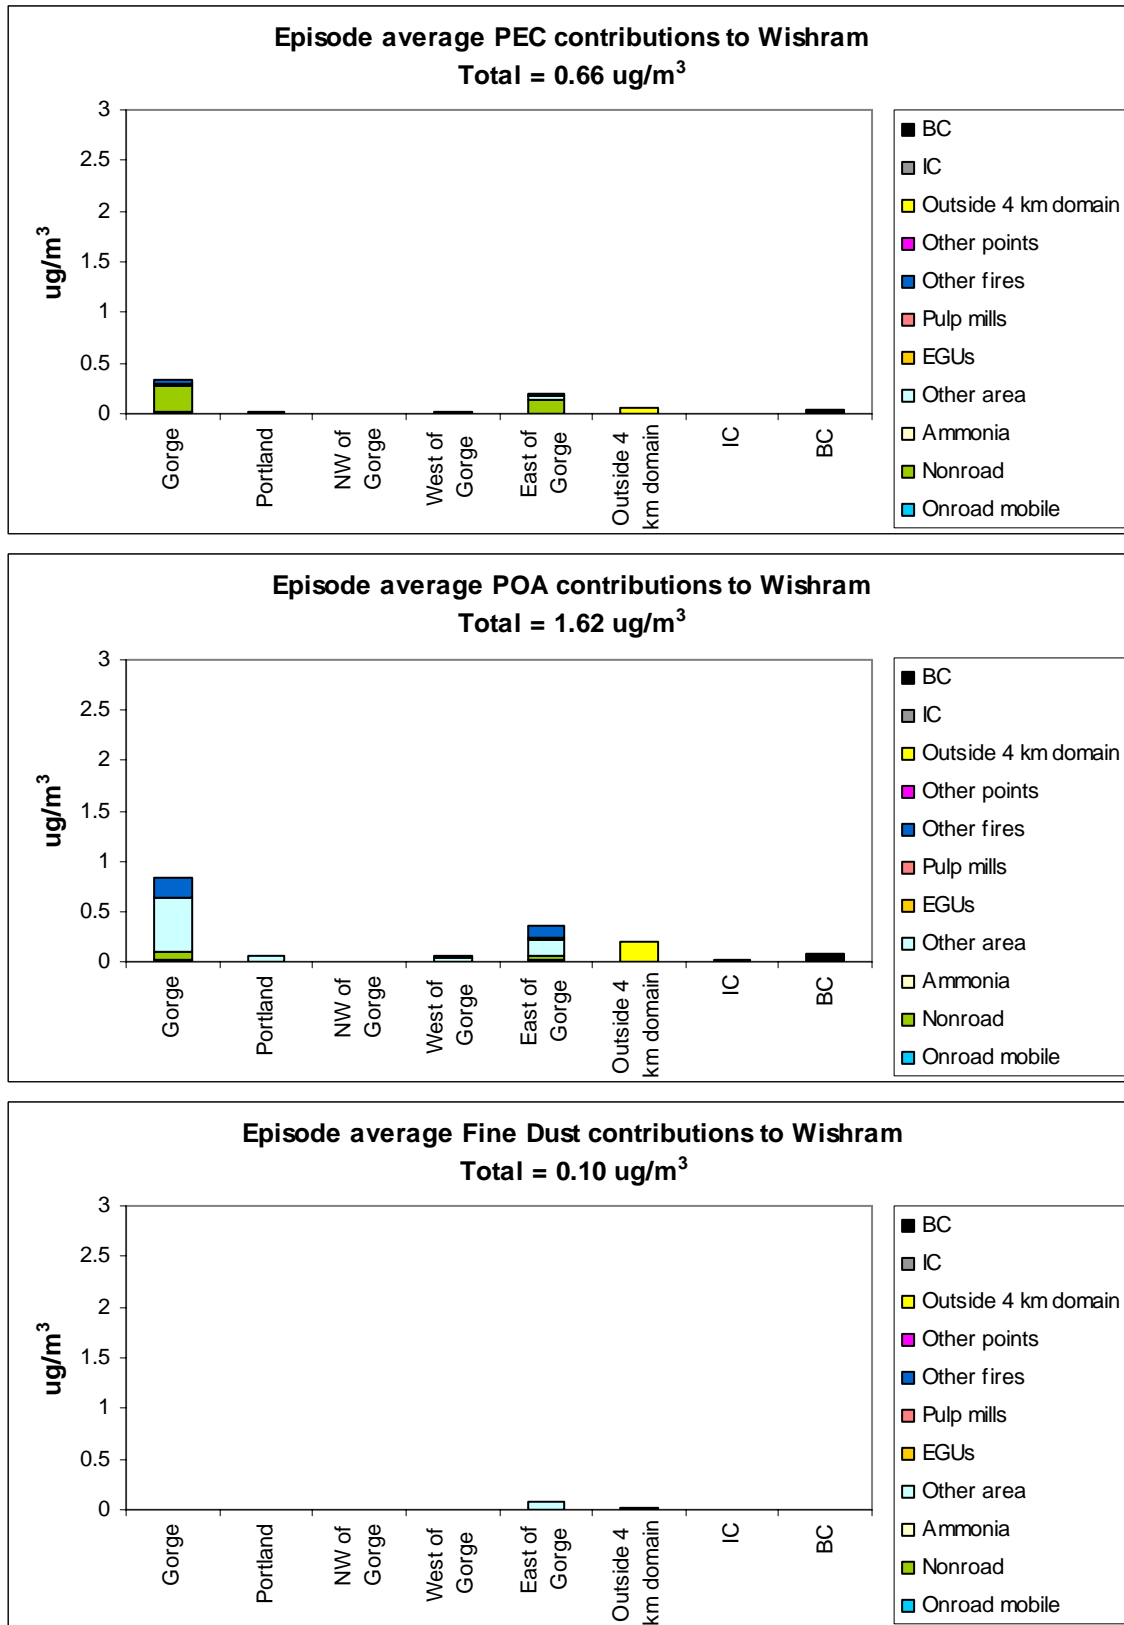 Episode average PEC contributions to Wishram
Total = 0.66 ug/m³
ug/m³
3
2.5
2
1.5
1
0.5
0
Gorge
Portland
NW of
Gorge
West of
Gorge
East of
Gorge
Outside 4
km domain
IC
BC
BC
IC
Outside 4 km domain
Other points
Other fires
Pulp mills
EGUs
Other area
Ammonia
Nonroad
Onroad mobile
Episode average POA contributions to Wishram
Total = 1.62 ug/m³
ug/m³
3
2.5
2
1.5
1
0.5
0
Gorge
Portland
NW of
Gorge
West of
Gorge
East of
Gorge
Outside 4
km domain
IC
BC
BC
IC
Outside 4 km domain
Other points
Other fires
Pulp mills
EGUs
Other area
Ammonia
Nonroad
Onroad mobile
Episode average Fine Dust contributions to Wishram
Total = 0.10 ug/m³
ug/m³
3
2.5
2
1.5
1
0.5
0
Gorge
Portland
NW of
Gorge
West of
Gorge
East of
Gorge
Outside 4
km domain
IC
BC
BC
IC
Outside 4 km domain
Other points
Other fires
Pulp mills
EGUs
Other area
Ammonia
Nonroad
Onroad mobile